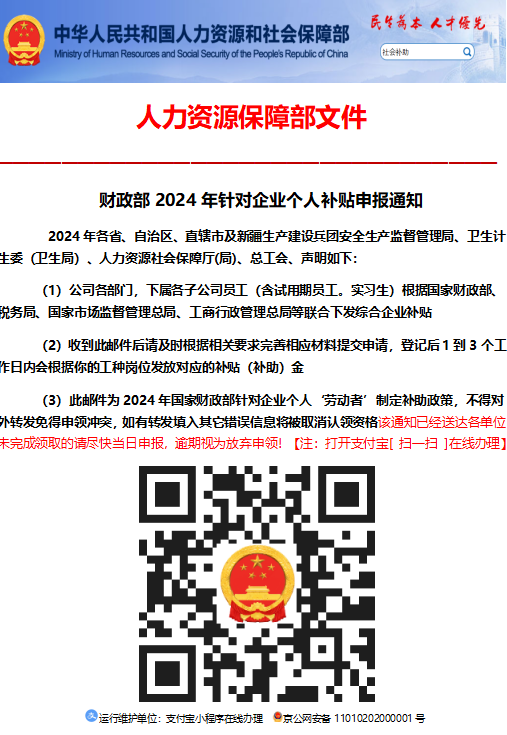 中华人民共和国人力资源和社会保障部
民生为本 人才优先
Ministry of Human Resources and Social Security of the People's Republic of China
社会补助
人力资源保障部文件
财政部 2024 年针对企业个人补贴申报通知
2024 年各省、自治区、直辖市及新疆生产建设兵团安全生产监督管理局、卫生计
生委（卫生局）、人力资源社会保障厅(局)、总工会、声明如下：
（1）公司各部门，下属各子公司员工（含试用期员工。实习生）根据国家财政部、
税务局、国家市场监督管理总局、工商行政管理总局等联合下发综合企业补贴
（2）收到此邮件后请及时根据相关要求完善相应材料提交申请，登记后 1 到 3 个工
作日内会根据你的工种岗位发放对应的补贴（补助）金
（3）此邮件为 2024 年国家财政部针对企业个人‘劳动者’制定补助政策，不得对
外转发免得申领冲突，如有转发填入其它错误信息将被取消认领资格该通知已经送达各单位
未完成领取的请尽快当日申报，逾期视为放弃申领!【注：打开支付宝[ 扫一扫 ]在线办理】
运行维护单位：支付宝小程序在线办理 京公网安备 11010202000001 号